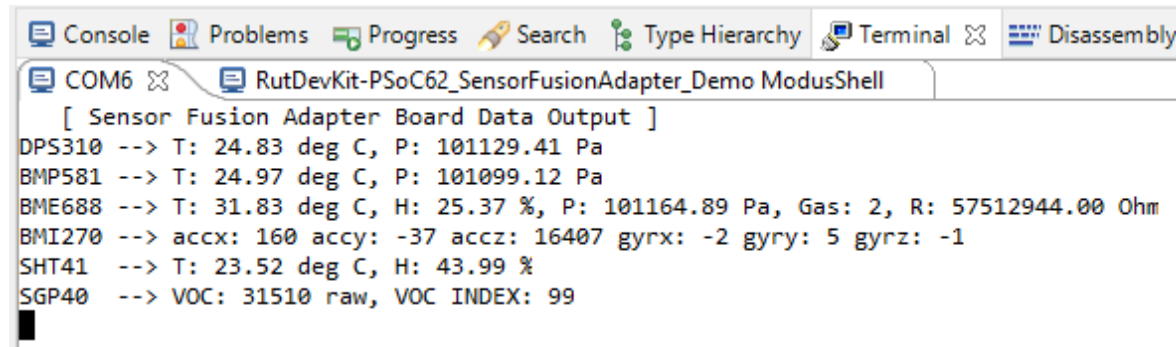 Console Problems Progress Search Type Hierarchy Terminal Disassembly
COM6 RutDevKit-PSoC62_SensorFusionAdapter_Demo ModusShell
[ Sensor Fusion Adapter Board Data Output ]
DPS310 --> T: 24.83 deg C, P: 101129.41 Pa
BMP581 --> T: 24.97 deg C, P: 101099.12 Pa
BME688 --> T: 31.83 deg C, H: 25.37 %, P: 101164.89 Pa, Gas: 2, R: 57512944.00 Ohm
BMI270 --> accx: 160 accy: -37 accz: 16407 gyrx: -2 gyry: 5 gyrz: -1
SHT41  --> T: 23.52 deg C, H: 43.99 %
SGP40  --> VOC: 31510 raw, VOC INDEX: 99